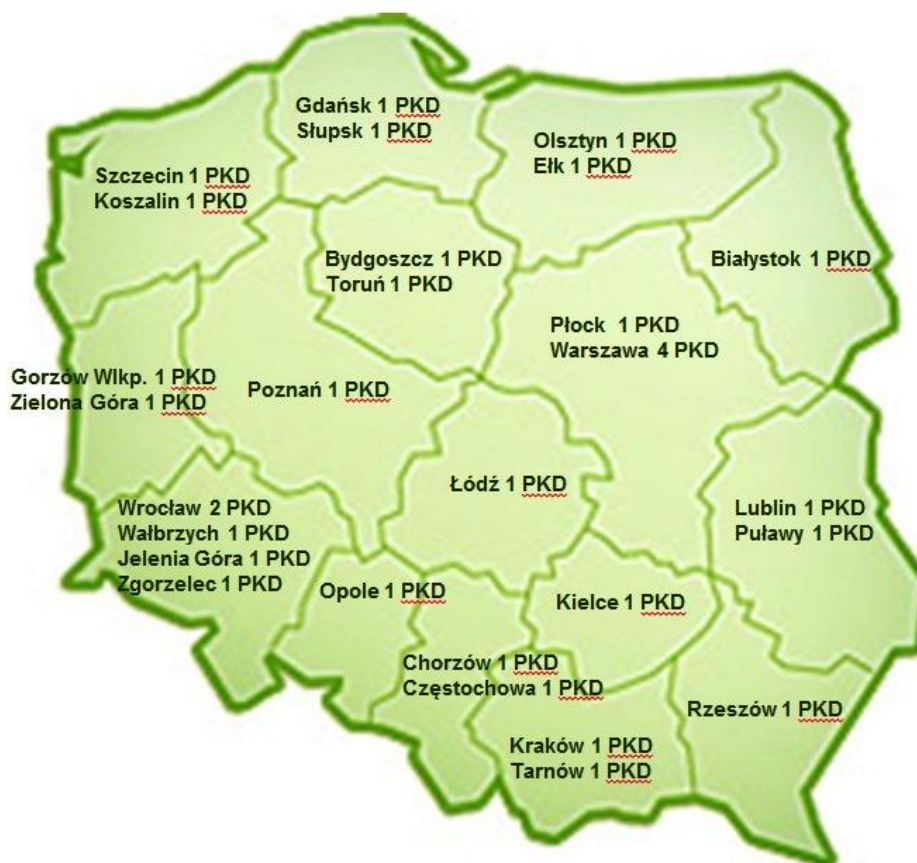 Gdańsk 1 PKD
Słupsk 1 PKD
Olsztyn 1 PKD
Ełk 1 PKD
Szczecin 1 PKD
Koszalin 1 PKD
Bydgoszcz 1 PKD
Toruń 1 PKD
Białystok 1 PKD
Płock 1 PKD
Warszawa 4 PKD
Gorzów Wlkp. 1 PKD
Zielona Góra 1 PKD
Poznań 1 PKD
Łódź 1 PKD
Lublin 1 PKD
Puławy 1 PKD
Wrocław 2 PKD
Wałbrzych 1 PKD
Jelenia Góra 1 PKD
Zgorzelec 1 PKD
Opole 1 PKD
Kielce 1 PKD
Chorzów 1 PKD
Częstochowa 1 PKD
Rzeszów 1 PKD
Kraków 1 PKD
Tarnów 1 PKD